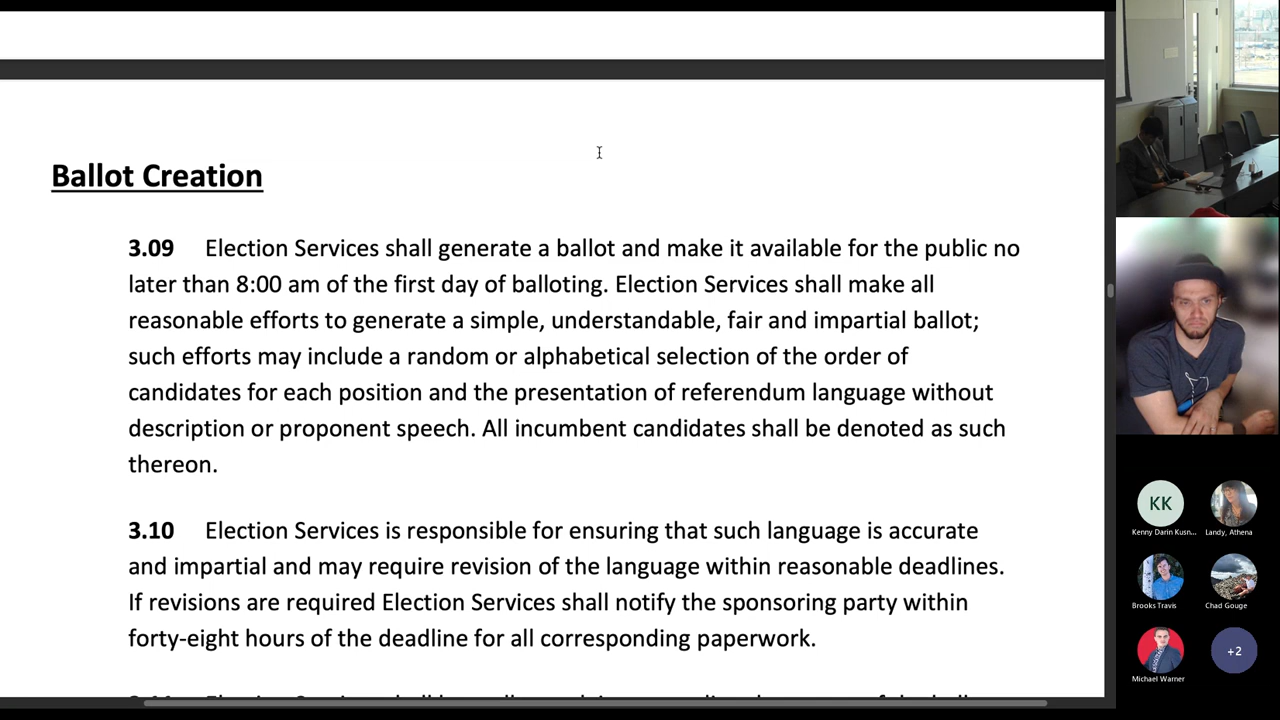 Ballot Creation
3.09 Election Services shall generate a ballot and make it available for the public no
later than 8:00 am of the first day of balloting. Election Services shall make all
reasonable efforts to generate a simple, understandable, fair and impartial ballot;
such efforts may include a random or alphabetical selection of the order of
candidates for each position and the presentation of referendum language without
description or proponent speech. All incumbent candidates shall be denoted as such
thereon.
3.10 Election Services is responsible for ensuring that such language is accurate
and impartial and may require revision of the language within reasonable deadlines.
If revisions are required Election Services shall notify the sponsoring party within
forty-eight hours of the deadline for all corresponding paperwork.
KK
Kenny Darin Kusn...
Landy, Athena
Brooks Travis
Chad Gouge
Michael Warner
+2